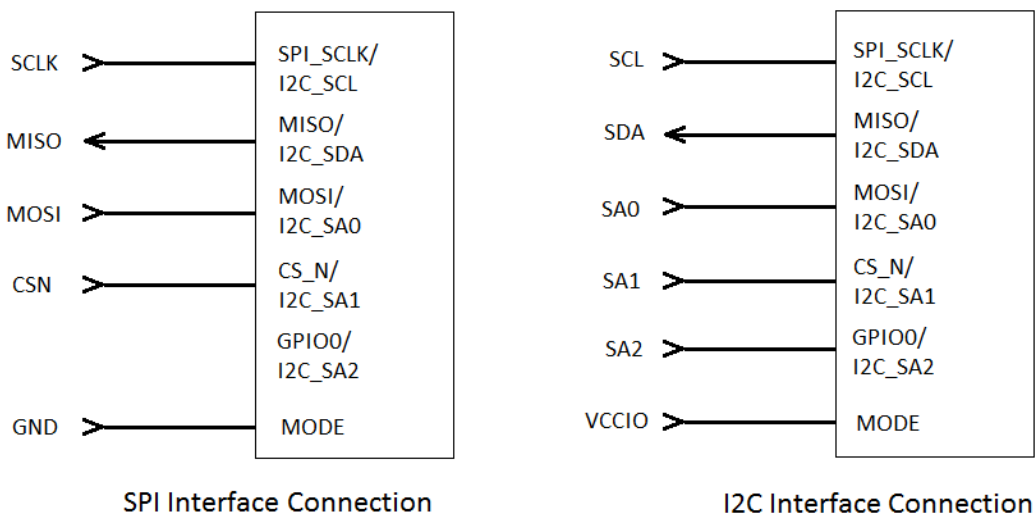 SCLK
SPI_SCLK/
I2C_SCL
MISO
MISO/
I2C_SDA
MOSI
MOSI/
I2C_SA0
CSN
CS_N/
I2C_SA1
GPIO0/
I2C_SA2
GND
MODE
SPI Interface Connection
SCL
SPI_SCLK/
I2C_SCL
SDA
MISO/
I2C_SDA
SA0
MOSI/
I2C_SA0
SA1
CS_N/
I2C_SA1
SA2
GPIO0/
I2C_SA2
VCCIO
MODE
I2C Interface Connection